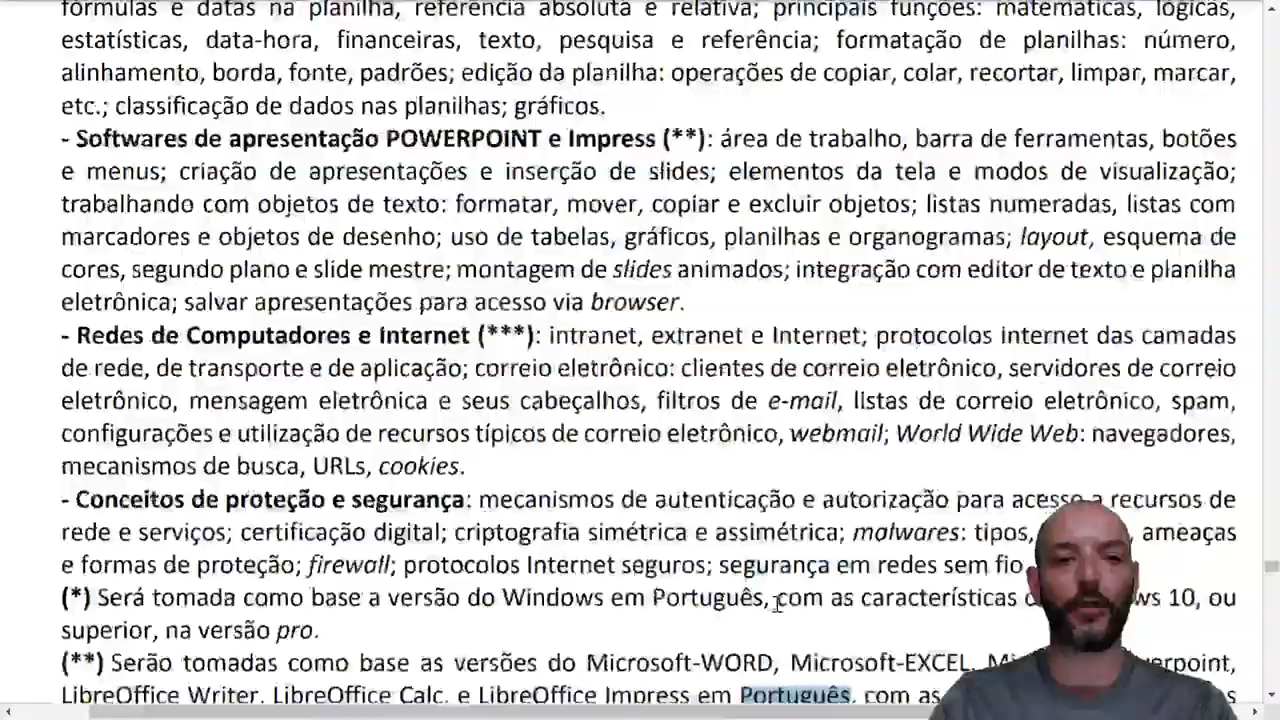 fórmulas e datas na planilha, referência absoluta e relativa; principais funções: matemáticas, lógicas,
estatísticas, data-hora, financeiras, texto, pesquisa e referência; formatação de planilhas: número,
alinhamento, borda, fonte, padrões; edição da planilha: operações de copiar, colar, recortar, limpar, marcar,
etc.; classificação de dados nas planilhas; gráficos.
- Softwares de apresentação POWERPOINT e Impress (**): área de trabalho, barra de ferramentas, botões
e menus; criação de apresentações e inserção de slides; elementos da tela e modos de visualização;
trabalhando com objetos de texto: formatar, mover, copiar e excluir objetos; listas numeradas, listas com
marcadores e objetos de desenho; uso de tabelas, gráficos, planilhas e organogramas; layout, esquema de
cores, segundo plano e slide mestre; montagem de slides animados; integração com editor de texto e planilha
eletrônica; salvar apresentações para acesso via browser.
- Redes de Computadores e Internet (***): intranet, extranet e Internet; protocolos internet das camadas
de rede, de transporte e de aplicação; correio eletrônico: clientes de correio eletrônico, servidores de correio
eletrônico, mensagem eletrônica e seus cabeçalhos, filtros de e-mail, listas de correio eletrônico, spam,
configurações e utilização de recursos típicos de correio eletrônico, webmail; World Wide Web: navegadores,
mecanismos de busca, URLs, cookies.
- Conceitos de proteção e segurança: mecanismos de autenticação e autorização para acesso a recursos de
rede e serviços; certificação digital; criptografia simétrica e assimétrica; malwares: tipos, ameaças
e formas de proteção; firewall; protocolos Internet seguros; segurança em redes sem fio
(*) Será tomada como base a versão do Windows em Português, com as características ws 10, ou
superior, na versão pro.
(**) Serão tomadas como base as versões do Microsoft-WORD, Microsoft-EXCEL, erpoint,
LibreOffice Writer, LibreOffice Calc, e LibreOffice Impress em Português, com as